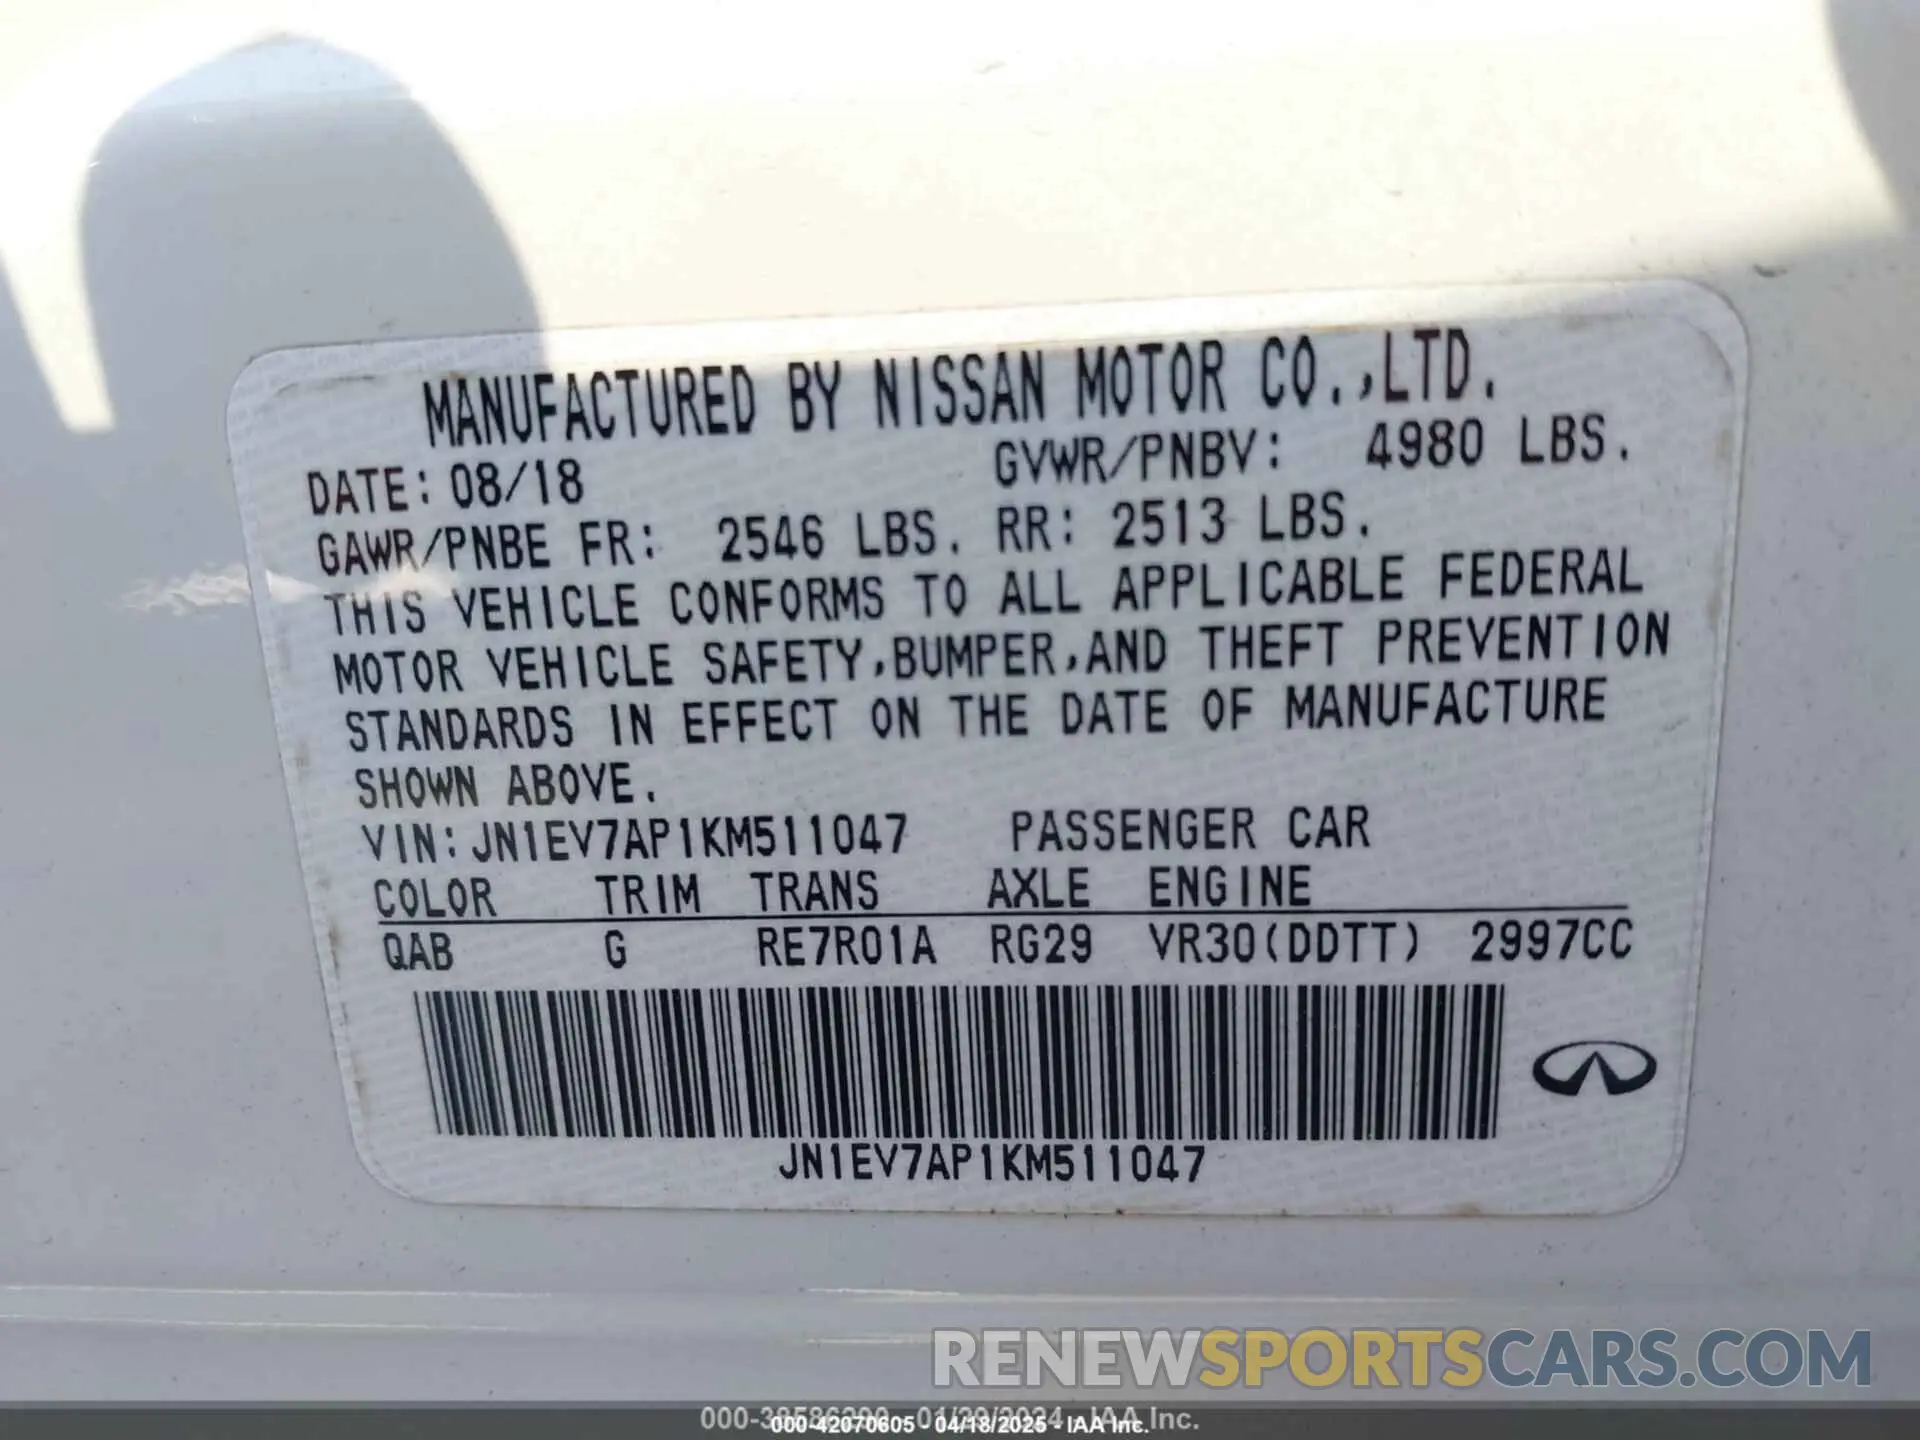 MANUFACTURED BY NISSAN MOTOR CO.,LTD.
DATE: 08/18 GVWR/PNBV: 4980 LBS.
GAWR/PNBE FR: 2546 LBS. RR: 2513 LBS.
THIS VEHICLE CONFORMS TO ALL APPLICABLE FEDERAL
MOTOR VEHICLE SAFETY,BUMPER,AND THEFT PREVENTION
STANDARDS IN EFFECT ON THE DATE OF MANUFACTURE
SHOWN ABOVE.
VIN: JN1EV7AP1KM511047 PASSENGER CAR
COLOR TRIM TRANS AXLE ENGINE
QAB G RE7R01A RG29 VR30(DDTT) 2997CC
JN1EV7AP1KM511047
RENEWSPORTSCARS.COM
000-42070605 - 04/18/2025 - IAA Inc.